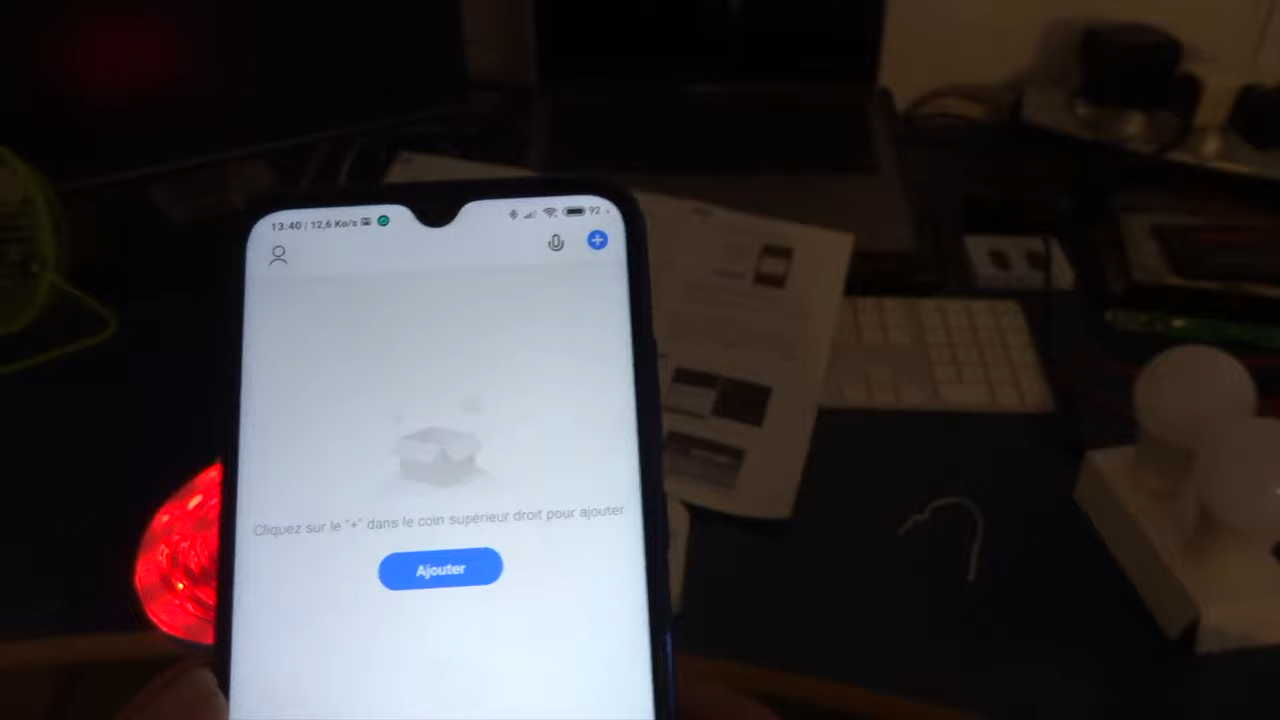 13:40 | 12,6 Ko/s
92
Cliquez sur le "+" dans le coin supérieur droit pour ajouter
Ajouter